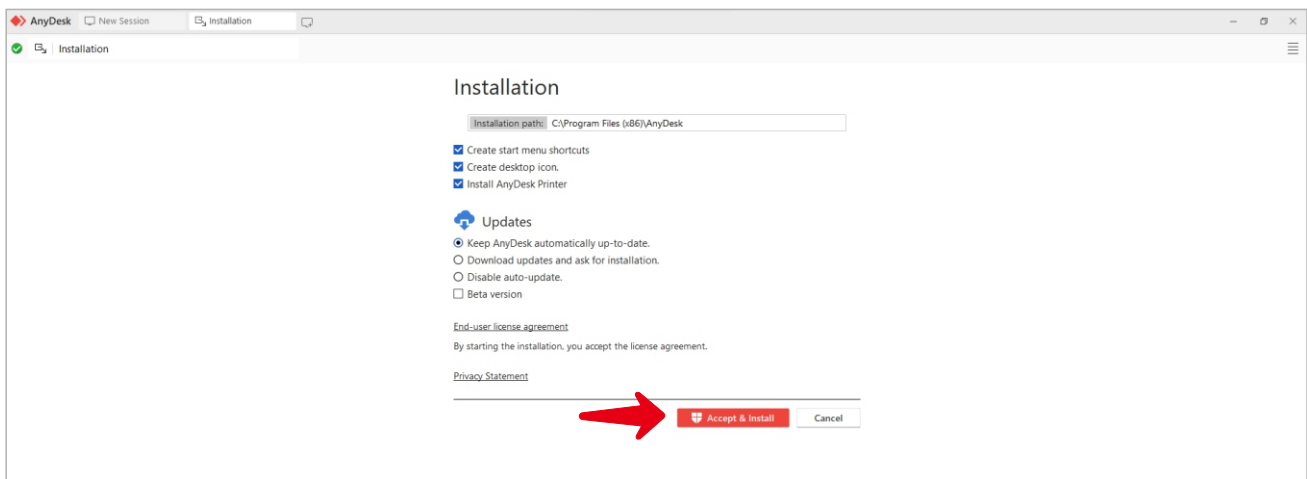 AnyDesk New Session Installation
Installation
Installation
Installation path: C:\Program Files (x86)\AnyDesk
Create start menu shortcuts
Create desktop icon.
Install AnyDesk Printer
Updates
Keep AnyDesk automatically up-to-date.
Download updates and ask for installation.
Disable auto-update.
Beta version
End-user license agreement
By starting the installation, you accept the license agreement.
Privacy Statement
Accept & Install Cancel